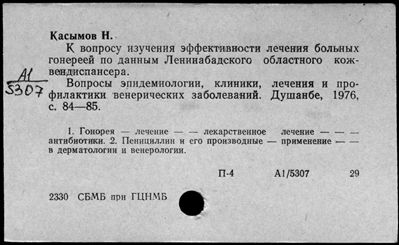 Касымов Н.
К вопросу изучения эффективности лечения больных
гонереей по данным Ленинабадского областного кож-
вендиспансера.
А1
5307
Вопросы эпидемиологии, клиники, лечения и про-
филактики венерических заболеваний. Душанбе, 1976,
с. 84—85.
1. Гонорея — лечение — — лекарственное лечение — — —
антибиотики. 2. Пенициллин и его производные — применение — —
в дерматологии и венерологии.
П-4 А1/5307 29
2330 СБМБ при ГЦНМБ